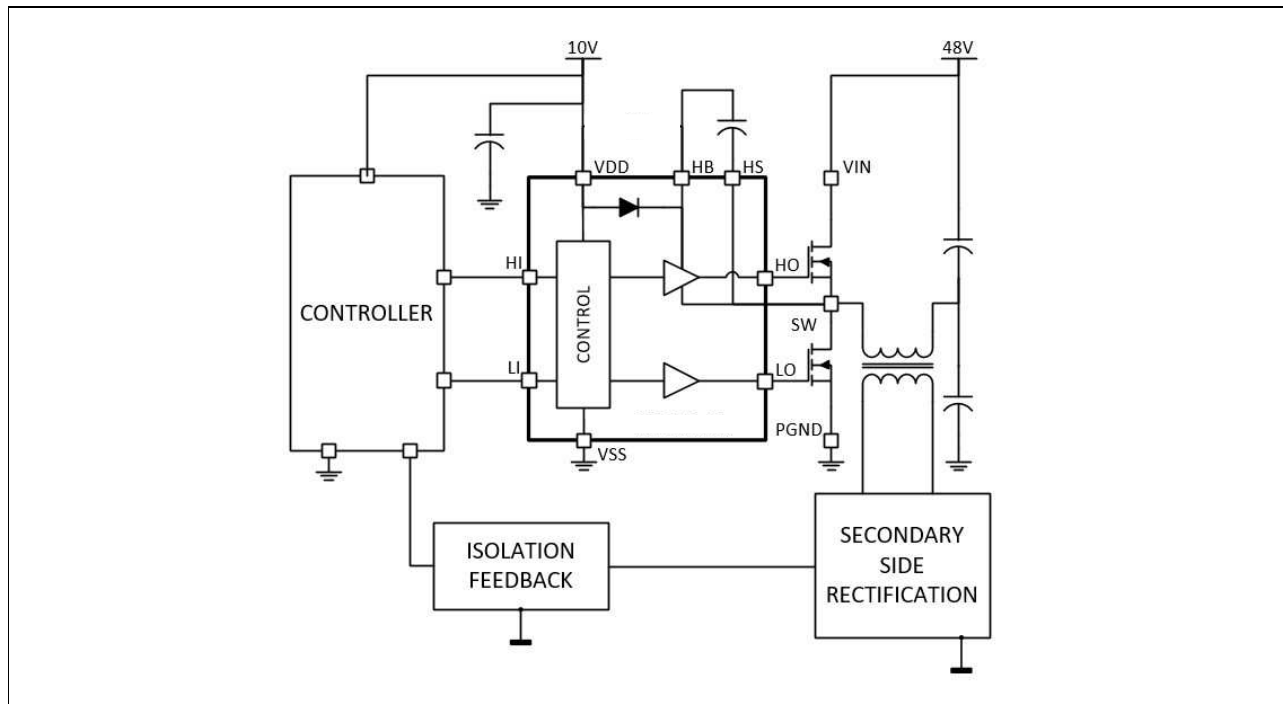 10V
48V
VDD
HB
HS
VIN
HI
HO
CONTROLLER
CONTROL
SW
LI
LO
PGND
VSS
ISOLATION
FEEDBACK
SECONDARY
SIDE
RECTIFICATION